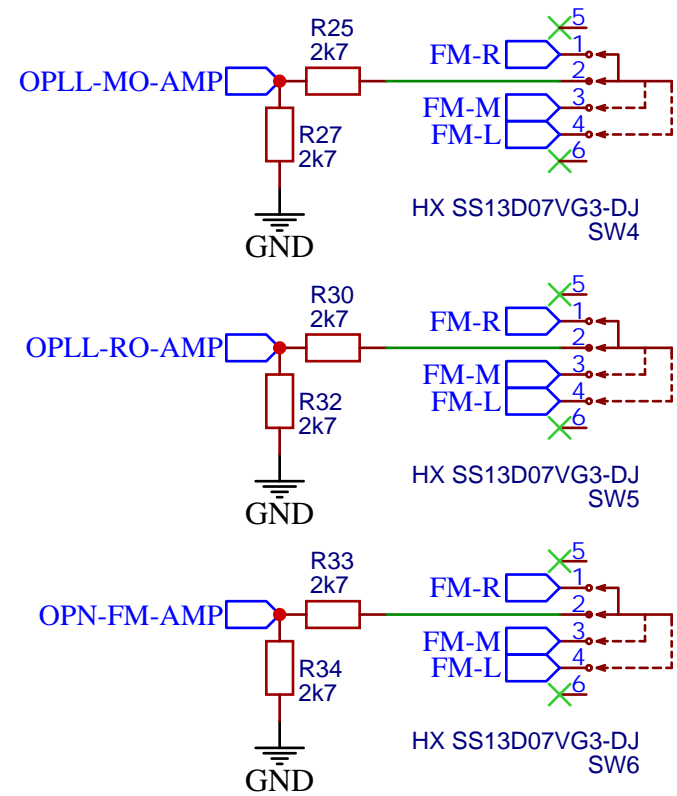 R25
2k7
OPLL-MO-AMP
R27
2k7
GND
5
FM-R 1
2
FM-M 3
FM-L 4
6
HX SS13D07VG3-DJ
SW4
R30
2k7
OPLL-RO-AMP
R32
2k7
GND
5
FM-R 1
2
FM-M 3
FM-L 4
6
HX SS13D07VG3-DJ
SW5
R33
2k7
OPN-FM-AMP
R34
2k7
GND
5
FM-R 1
2
FM-M 3
FM-L 4
6
HX SS13D07VG3-DJ
SW6